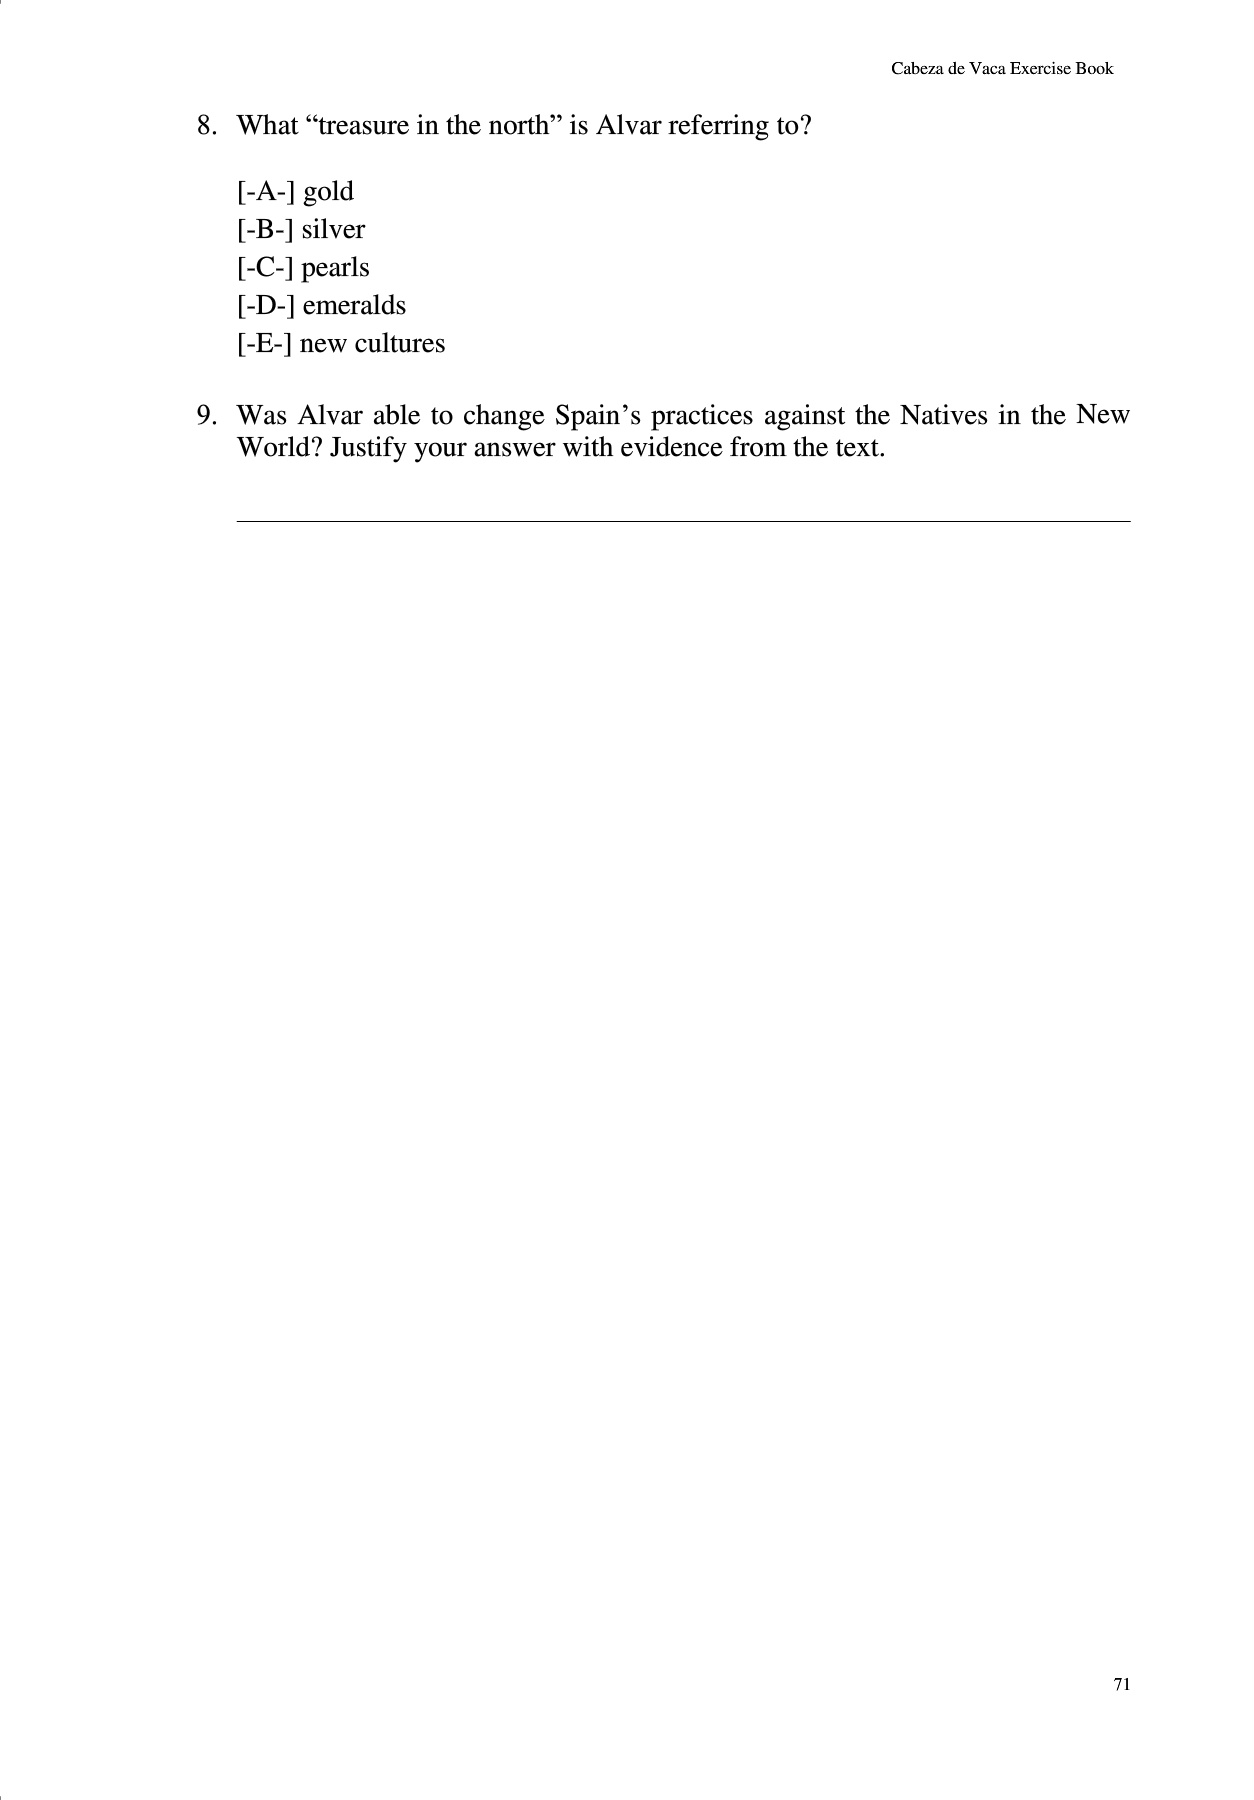 Cabeza de Vaca Exercise Book
8. What “treasure in the north” is Alvar referring to?
[-A-] gold
[-B-] silver
[-C-] pearls
[-D-] emeralds
[-E-] new cultures
9. Was Alvar able to change Spain’s practices against the Natives in the New
World? Justify your answer with evidence from the text.
71